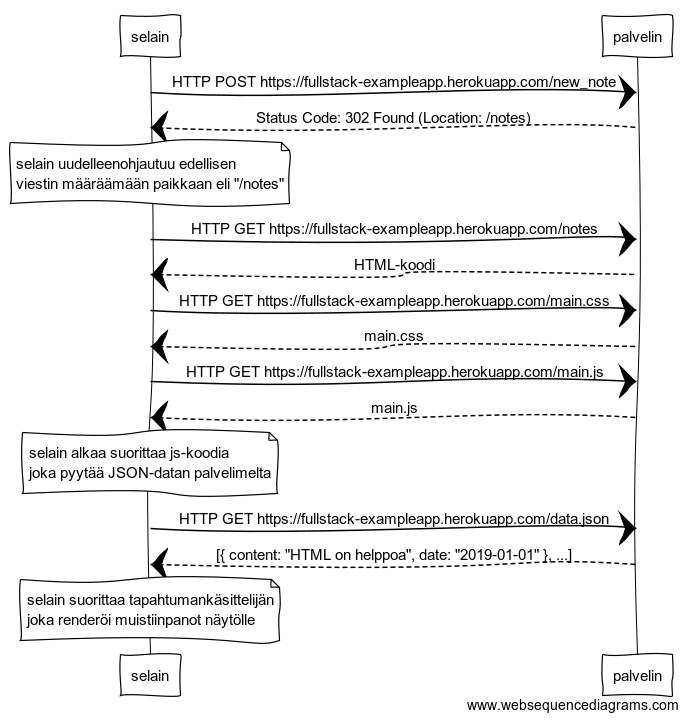 selain palvelin
HTTP POST https://fullstack-exampleapp.herokuapp.com/new_note
Status Code: 302 Found (Location: /notes)
selain uudelleenohjautuu edellisen
viestin määräämään paikkaan eli "/notes"
HTTP GET https://fullstack-exampleapp.herokuapp.com/notes
HTML-koodi
HTTP GET https://fullstack-exampleapp.herokuapp.com/main.css
main.css
HTTP GET https://fullstack-exampleapp.herokuapp.com/main.js
main.js
selain alkaa suorittaa js-koodia
joka pyytää JSON-datan palvelimelta
HTTP GET https://fullstack-exampleapp.herokuapp.com/data.json
[{ content: "HTML on helppoa", date: "2019-01-01" }, ...]
selain suorittaa tapahtumankäsittelijän
joka renderöi muistiinpanot näytölle
selain palvelin
www.websequencediagrams.com